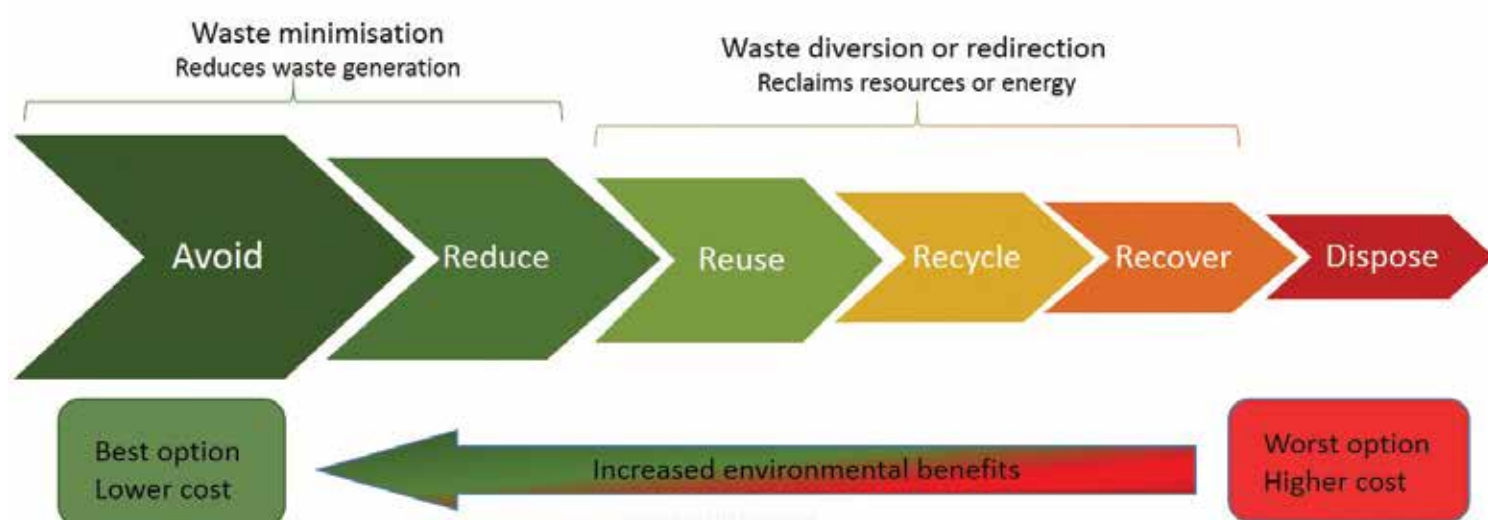 Waste minimisation
Reduces waste generation
Waste diversion or redirection
Reclaims resources or energy
Avoid
Reduce
Reuse
Recycle
Recover
Dispose
Best option
Lower cost
Increased environmental benefits
Worst option
Higher cost